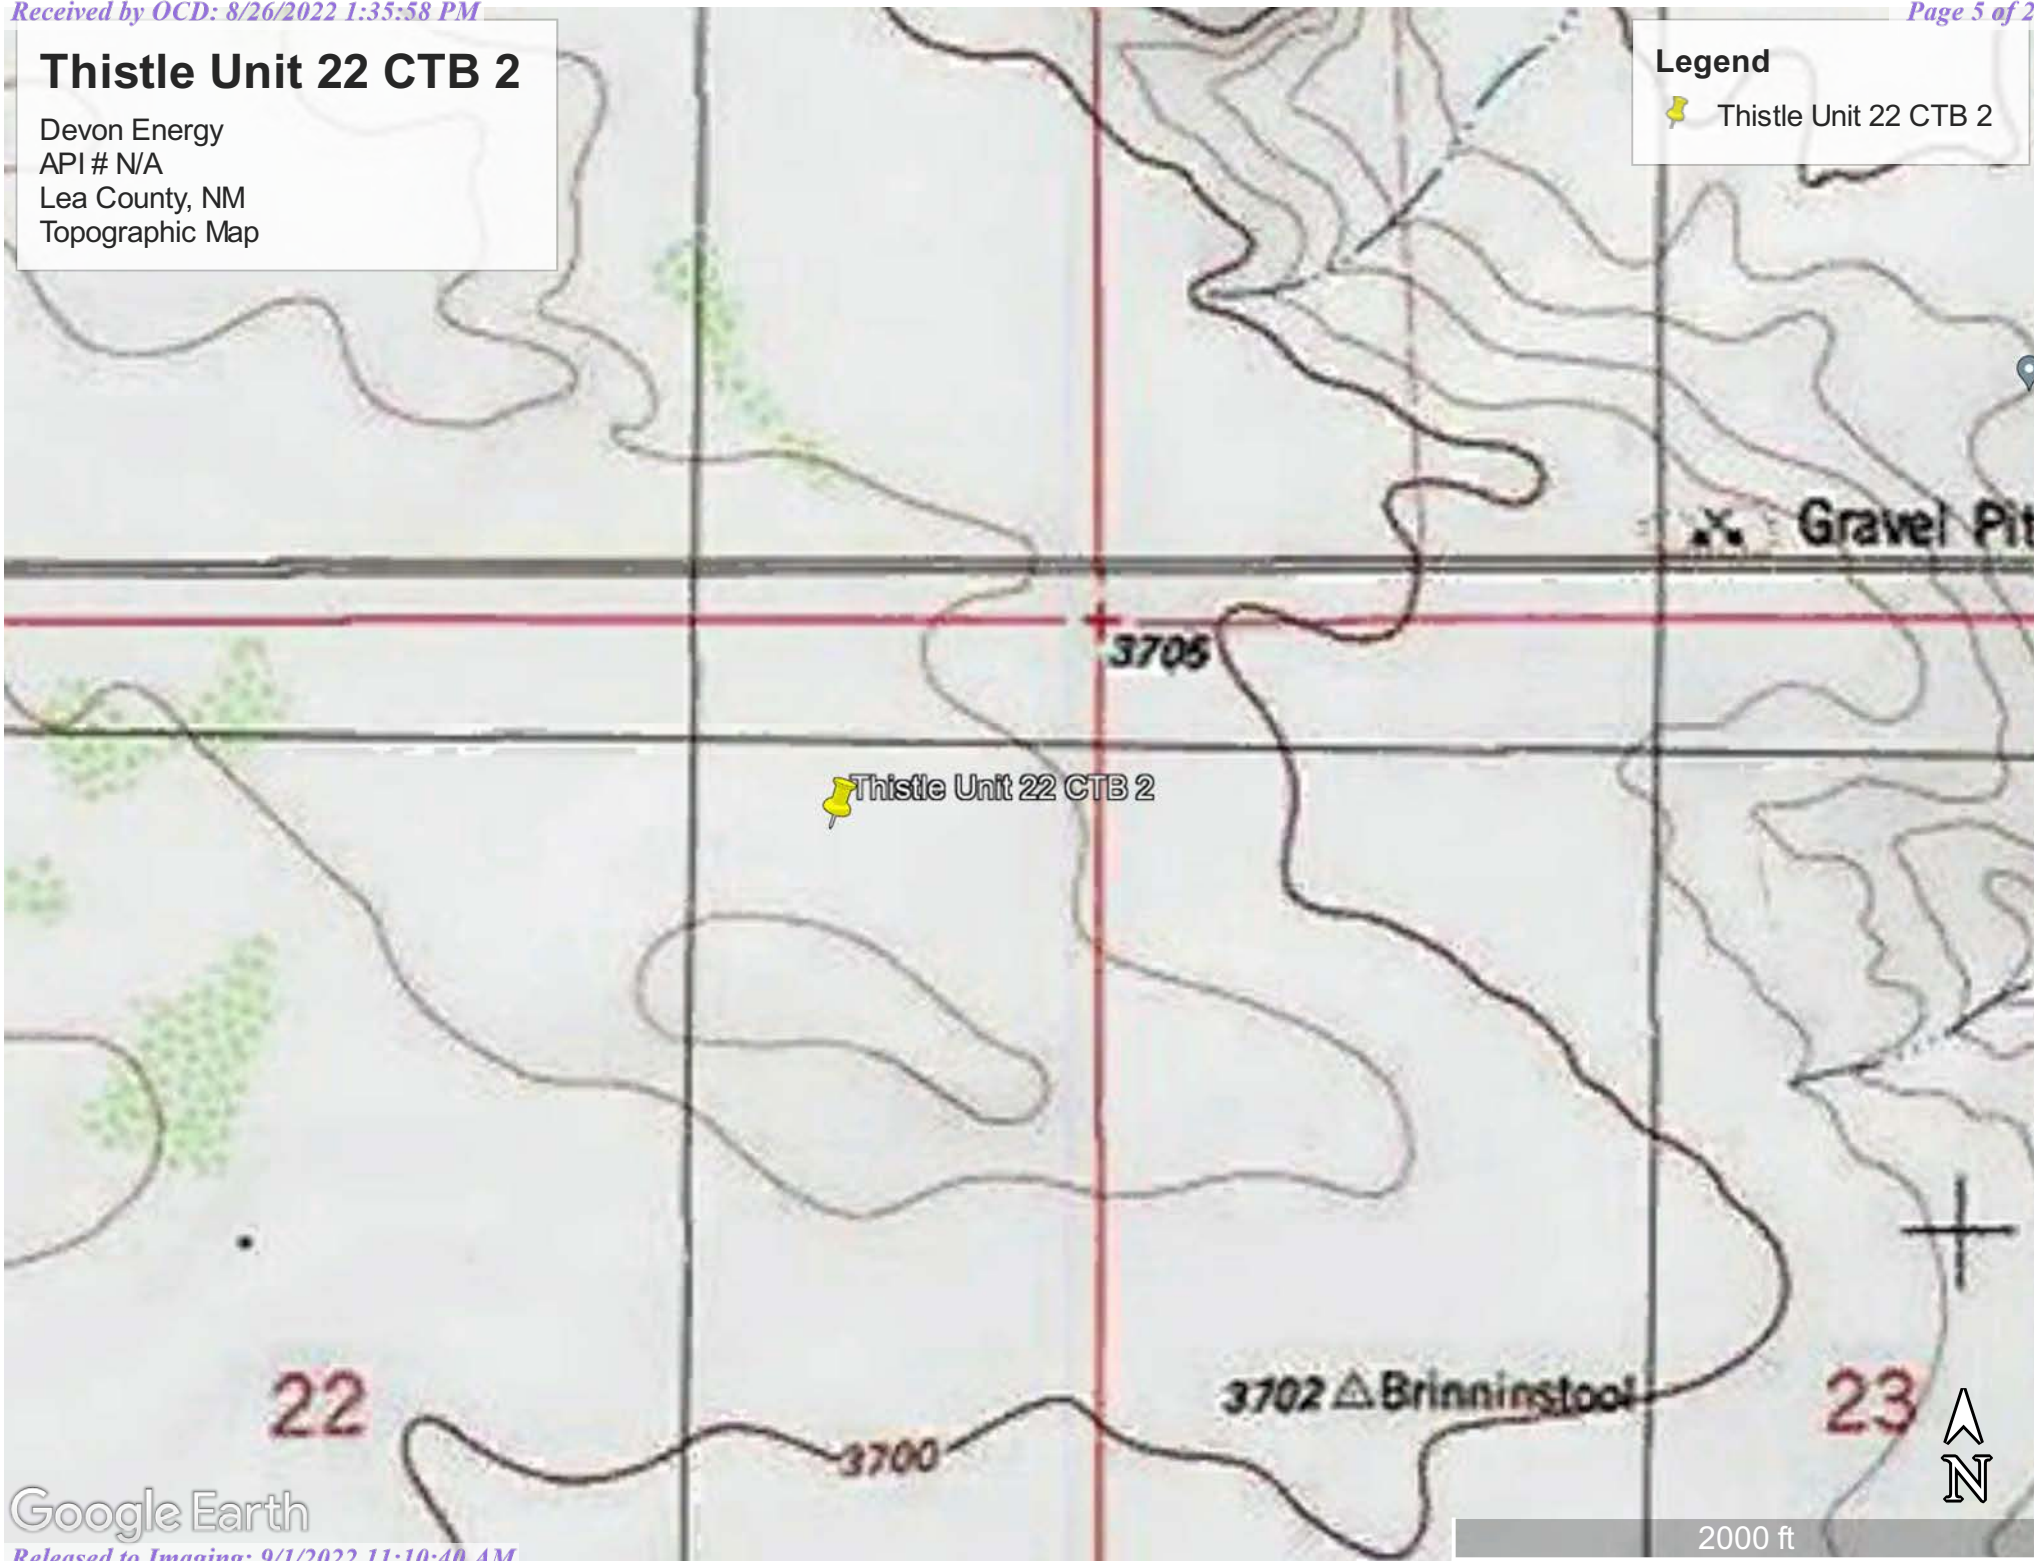 Received by OCD: 8/26/2022 1:35:58 PM
Page 5 of 2
Thistle Unit 22 CTB 2
Devon Energy
API # N/A
Lea County, NM
Topographic Map
Legend
Thistle Unit 22 CTB 2
Gravel Pit
3705
Thistle Unit 22 CTB 2
3702 Brinninstool
22
23
3700
N
Google Earth
2000 ft
Released to Imaging: 9/1/2022 11:10:40 AM